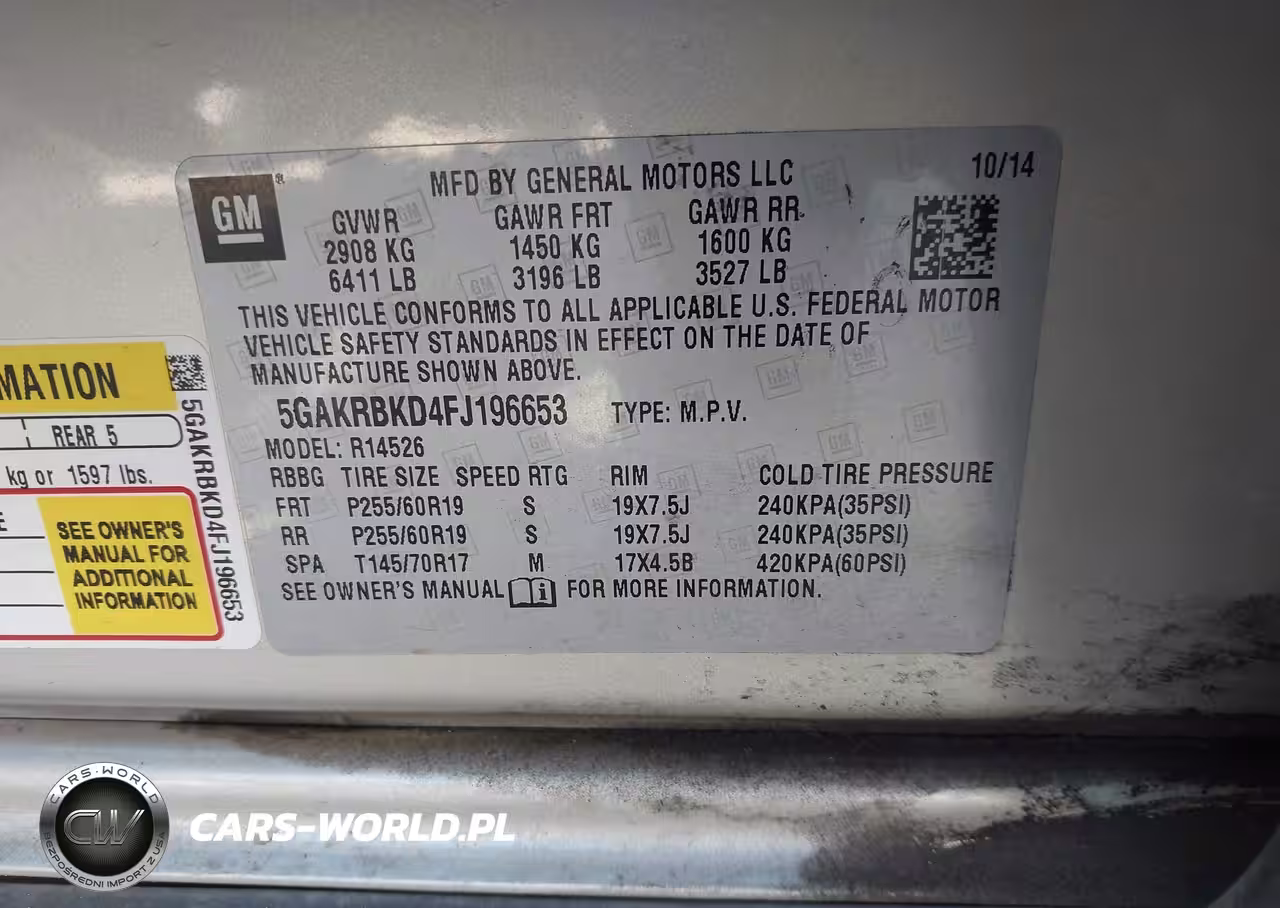 MFD BY GENERAL MOTORS LLC
10/14
GM
GVWR GAWR FRT GAWR RR
2908 KG 1450 KG 1600 KG
6411 LB 3196 LB 3527 LB
THIS VEHICLE CONFORMS TO ALL APPLICABLE U.S. FEDERAL MOTOR
VEHICLE SAFETY STANDARDS IN EFFECT ON THE DATE OF
MANUFACTURE SHOWN ABOVE.
5GAKRBKD4FJ196653 TYPE: M.P.V.
MODEL: R14526
RBBG TIRE SIZE SPEED RTG RIM COLD TIRE PRESSURE
FRT P255/60R19 S 19X7.5J 240KPA(35PSI)
RR P255/60R19 S 19X7.5J 240KPA(35PSI)
SPA T145/70R17 M 17X4.5B 420KPA(60PSI)
SEE OWNER'S MANUAL FOR MORE INFORMATION.
MATION
REAR 5
kg or 1597 lbs.
SEE OWNER'S
MANUAL FOR
ADDITIONAL
INFORMATION
5GAKRBKD4FJ196653
CARS-WORLD
CW
BEZPOŚREDNI IMPORT Z USA
CARS-WORLD.PL